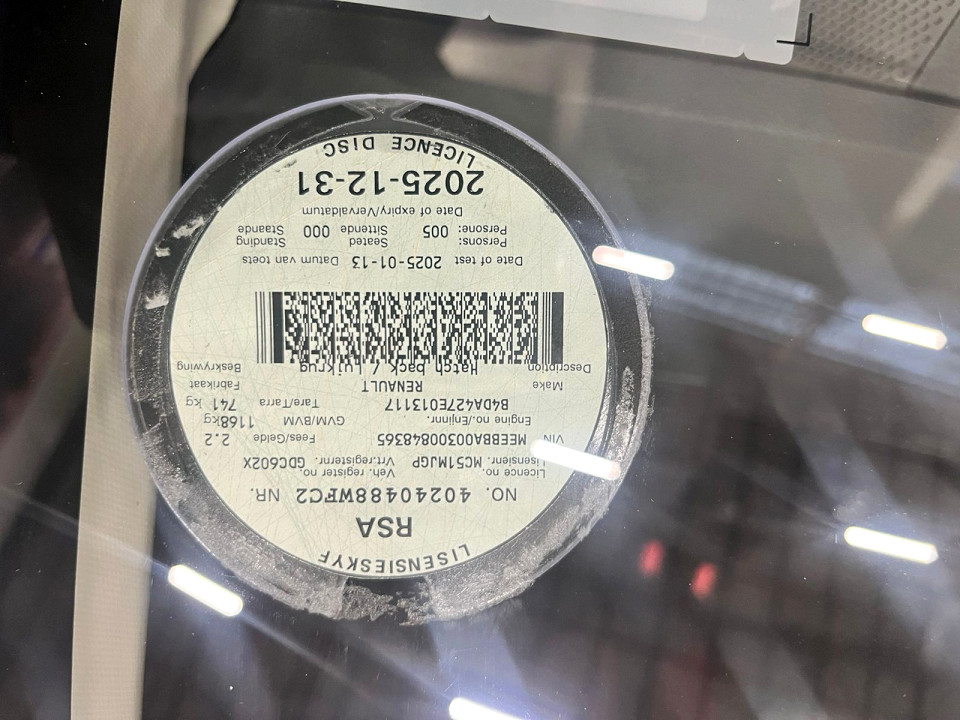 LISENSIESKYF
RSA
NO. 40240488WFC2 NR.
Licence no. Veh. register no.
Lisensienr. MC51MJGP Vrt.registernr. GDC602X
VIN MEEBBA00300848365 Fees/Gelde 2.2
Engine no./Enjinnr. GVM/BVM 1168kg
B4DA427E013117 Tare/Tarra 741 kg
Make RENAULT Fabrikaat
Description Hatch back / Luikrug Beskrywing
Date of test 2025-01-13 Datum van toets
Persons: Seated Standing
Persone: 005 Sittende 000 Staande
Date of expiry/Vervaldatum
2025-12-31
LICENCE DISC